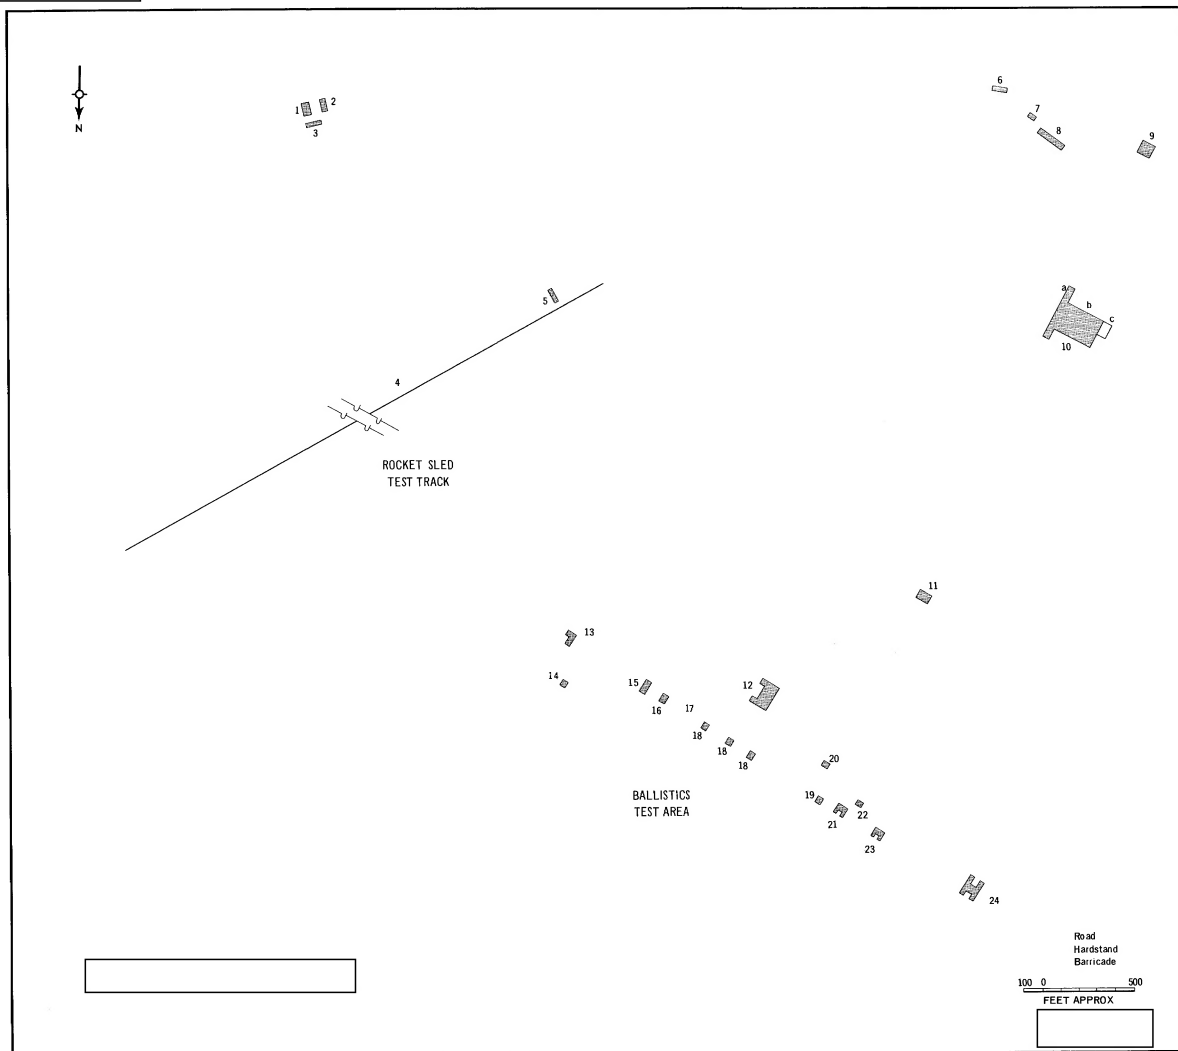 N
1
2
3
6
7
8
9
5
4
a
b
c
10
ROCKET SLED
TEST TRACK
11
13
14
15
16
17
12
18
18
18
20
BALLISTICS
TEST AREA
19
21
22
23
24
Road
Hardstand
Barricade
100 0 500
FEET APPROX